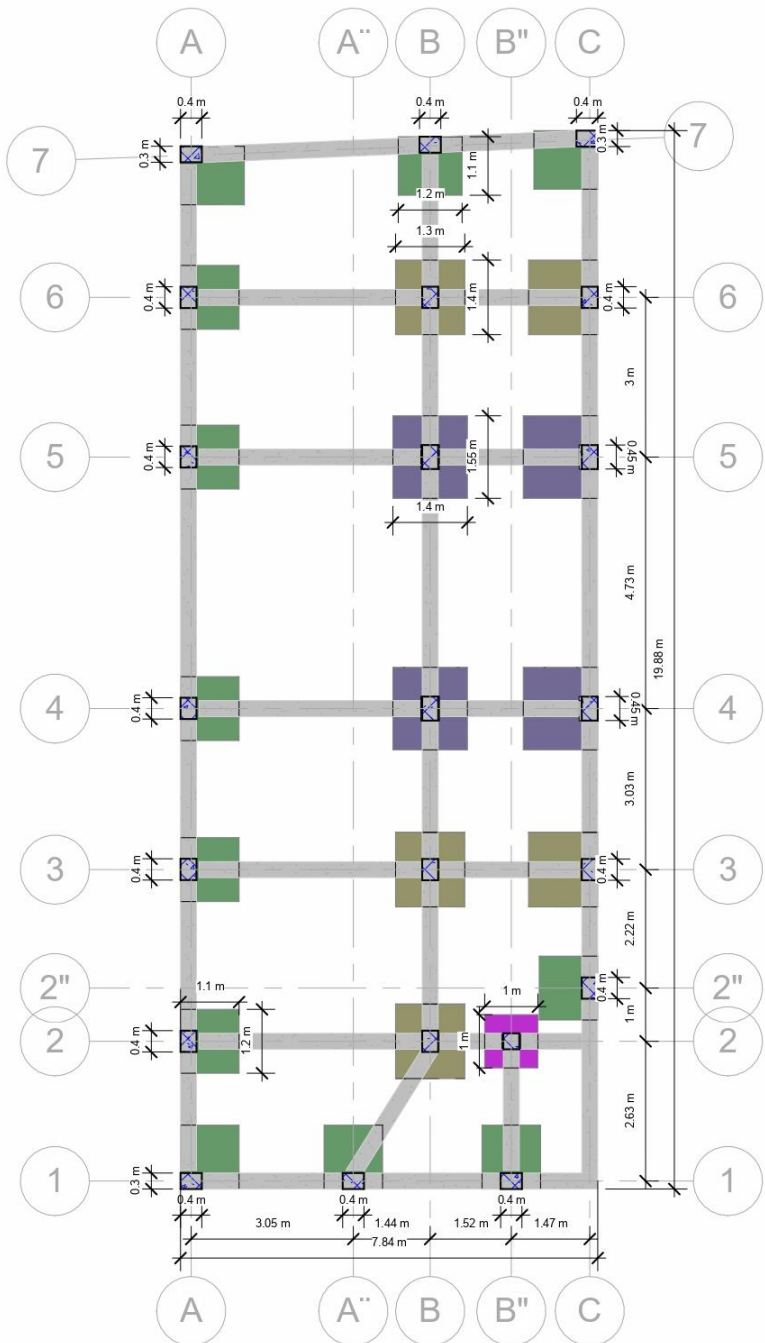 A
A¨
B
B"
C
0.4 m
0.4 m
0.4 m
7
7
0.3 m
0.3 m
1.1 m
1.2 m
1.3 m
6
0.4 m
1.4 m
0.4 m
6
3 m
5
0.4 m
1.55 m
0.45 m
5
1.4 m
4.73 m
19.88 m
4
0.4 m
0.45 m
4
3.03 m
3
0.4 m
0.4 m
3
2.22 m
2"
1.1 m
1 m
0.4 m
1 m
2"
2
0.4 m
1.2 m
1 m
2
2.63 m
1
0.3 m
1
0.4 m
0.4 m
0.4 m
3.05 m
1.44 m
1.52 m
1.47 m
7.84 m
A
A¨
B
B"
C